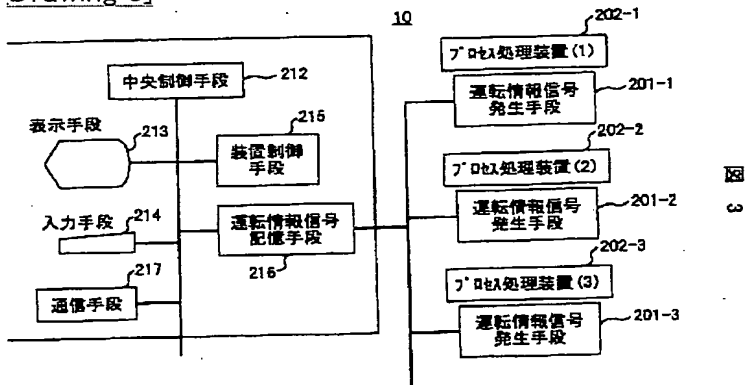 [Drawing 3]
10
中央制御手段
212
表示手段
213
215
装置制御
手段
入力手段
214
運転情報信号
記憶手段
216
217
通信手段
202-1
プロセス処理装置(1)
運転情報信号
発生手段
201-1
202-2
プロセス処理装置(2)
運転情報信号
発生手段
201-2
202-3
プロセス処理装置(3)
運転情報信号
発生手段
201-3
図3